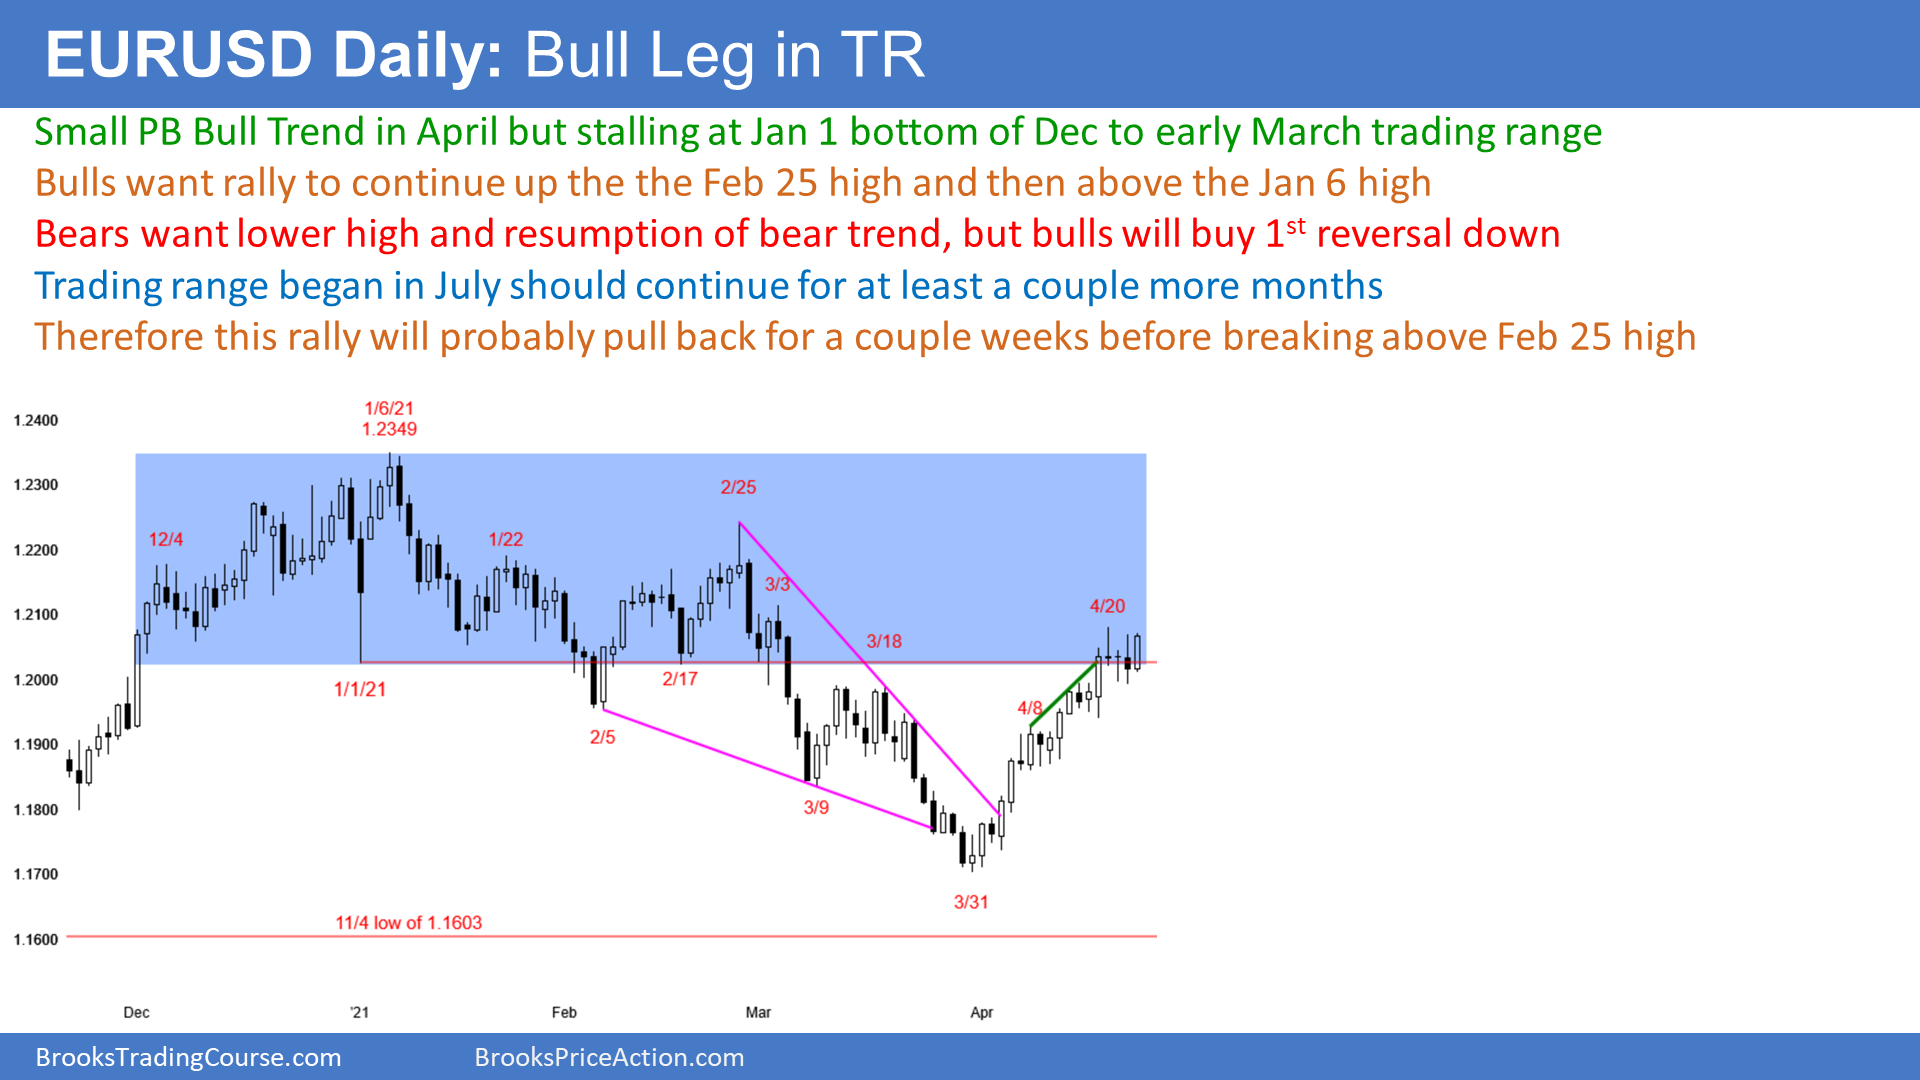 EURUSD Daily: Bull Leg in TR
Small PB Bull Trend in April but stalling at Jan 1 bottom of Dec to early March trading range
Bulls want rally to continue up the the Feb 25 high and then above the Jan 6 high
Bears want lower high and resumption of bear trend, but bulls will buy 1st reversal down
Trading range began in July should continue for at least a couple more months
Therefore this rally will probably pull back for a couple weeks before breaking above Feb 25 high
1/6/21
1.2349
1.2400
1.2300
2/25
12/4
1/22
1.2200
3/3
4/20
1.2100
3/18
2/17
1.2000
1/1/21
4/8
2/5
1.1900
3/9
1.1800
1.1700
3/31
11/4 low of 1.1603
1.1600
Dec
'21
Feb
Mar
Apr
BrooksTradingCourse.com
BrooksPriceAction.com